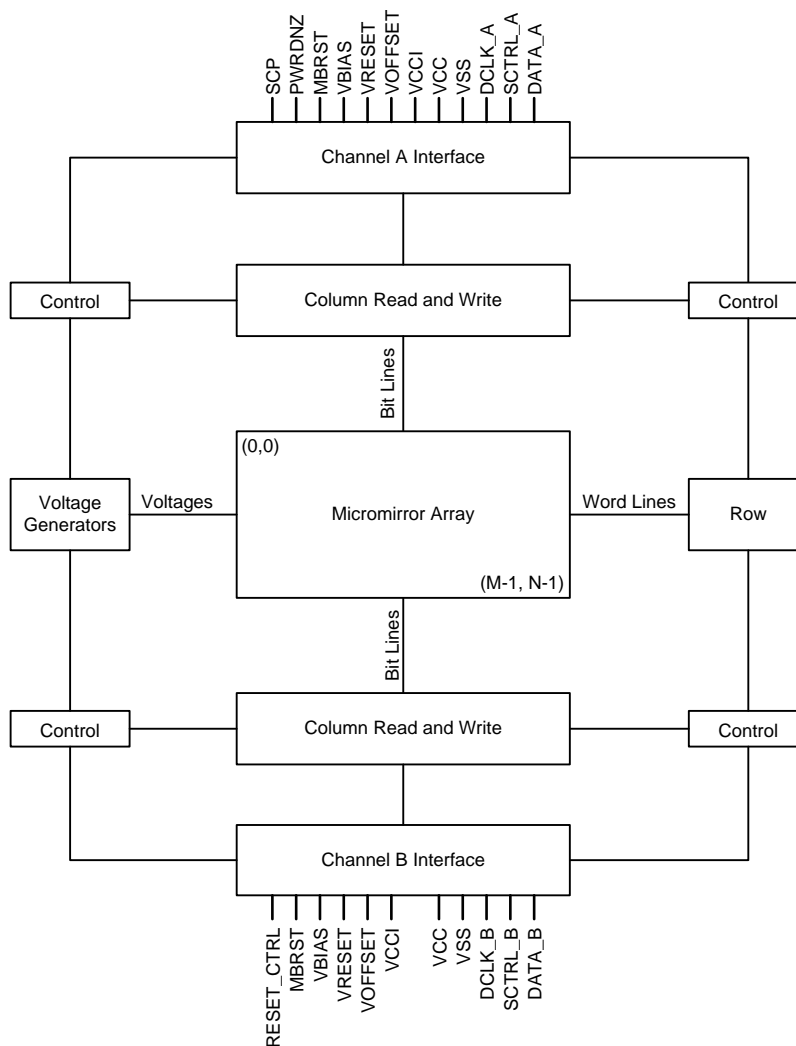 SCP
PWRDNZ
MBRST
VBIAS
VRESET
VOFFSET
VCCI
VCC
VSS
DCLK_A
SCTRL_A
DATA_A
Channel A Interface
Control
Column Read and Write
Control
Bit Lines
(0,0)
Voltage
Generators
Voltages
Micromirror Array
Word Lines
Row
(M-1, N-1)
Bit Lines
Control
Column Read and Write
Control
Channel B Interface
RESET_CTRL
MBRST
VBIAS
VRESET
VOFFSET
VCCI
VCC
VSS
DCLK_B
SCTRL_B
DATA_B